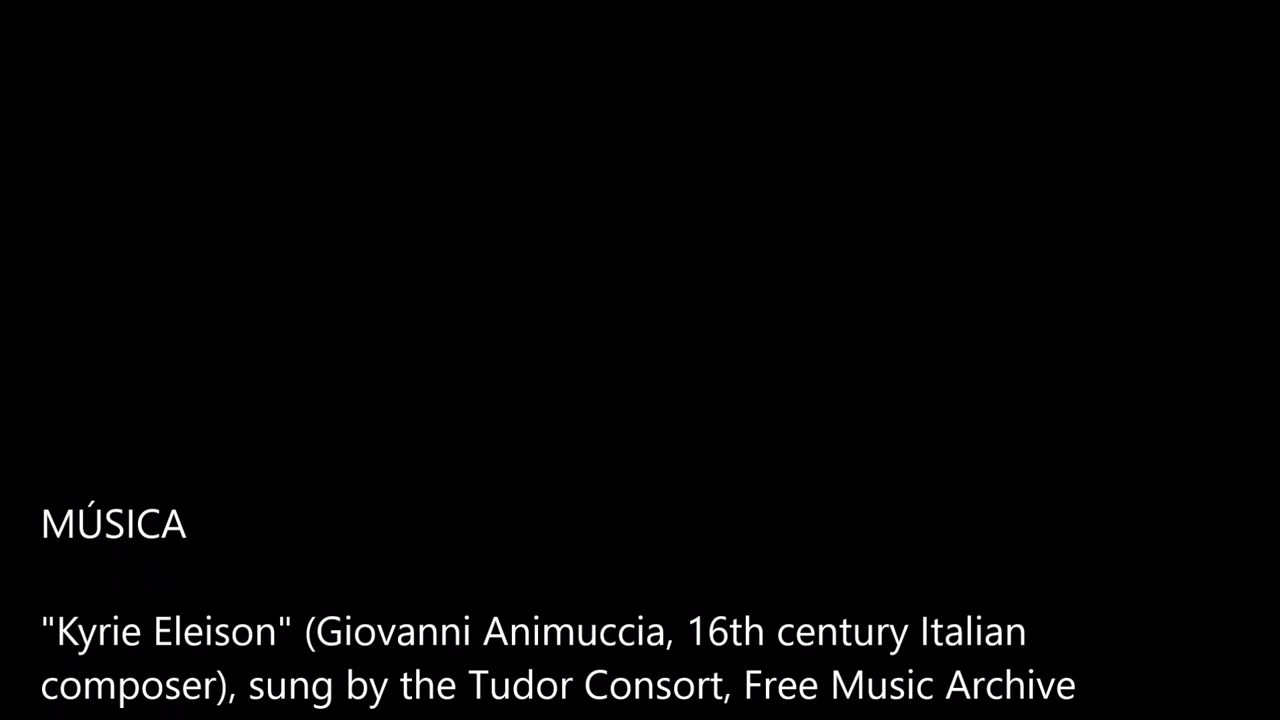 MÚSICA
"Kyrie Eleison" (Giovanni Animuccia, 16th century Italian
composer), sung by the Tudor Consort, Free Music Archive